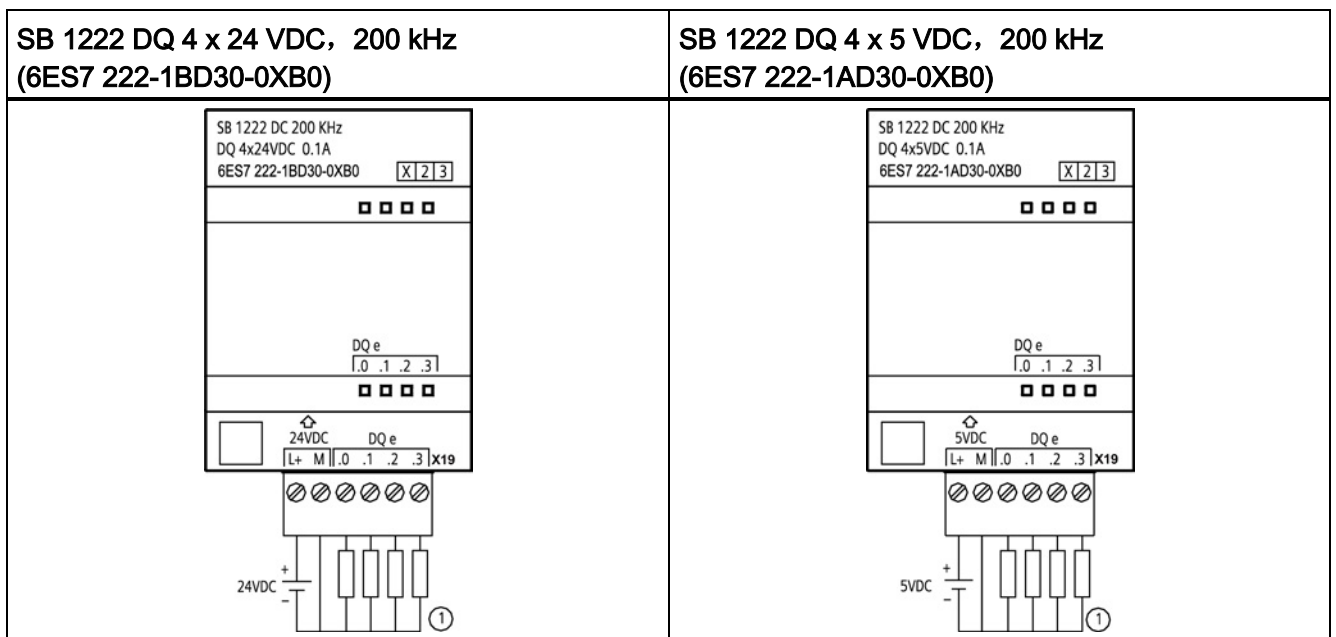 SB 1222 DQ 4 x 24 VDC，200 kHz
(6ES7 222-1BD30-0XB0)
SB 1222 DQ 4 x 5 VDC，200 kHz
(6ES7 222-1AD30-0XB0)
SB 1222 DC 200 KHz
DQ 4x24VDC 0.1A
6ES7 222-1BD30-0XB0 X 2 3
DQ e
.0 .1 .2 .3
24VDC DQ e
L+ M .0 .1 .2 .3 X19
24VDC + −
①
SB 1222 DC 200 KHz
DQ 4x5VDC 0.1A
6ES7 222-1AD30-0XB0 X 2 3
DQ e
.0 .1 .2 .3
5VDC DQ e
L+ M .0 .1 .2 .3 X19
5VDC + −
①